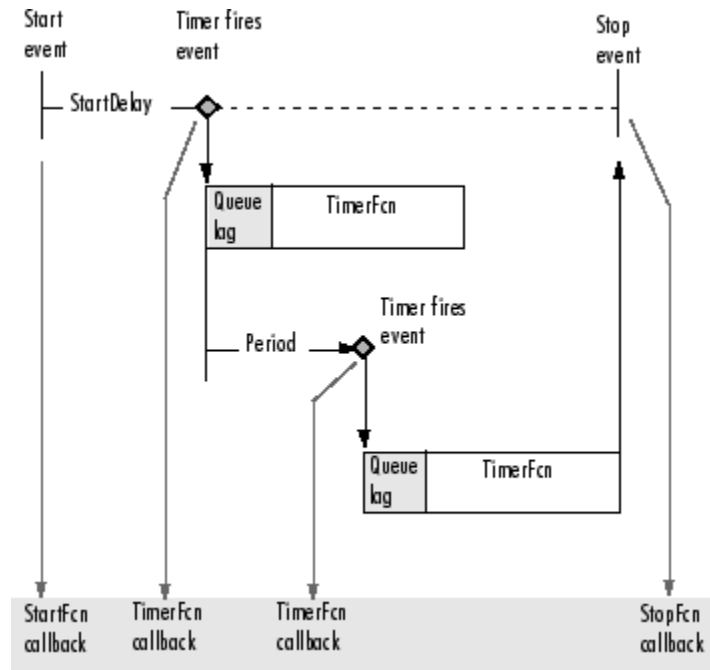 Start
event
Timer fires
event
Stop
event
StartDelay
Queue
lag
TimerFcn
Timer fires
event
Period
Queue
lag
TimerFcn
StartFcn
callback
TimerFcn
callback
TimerFcn
callback
StopFcn
callback